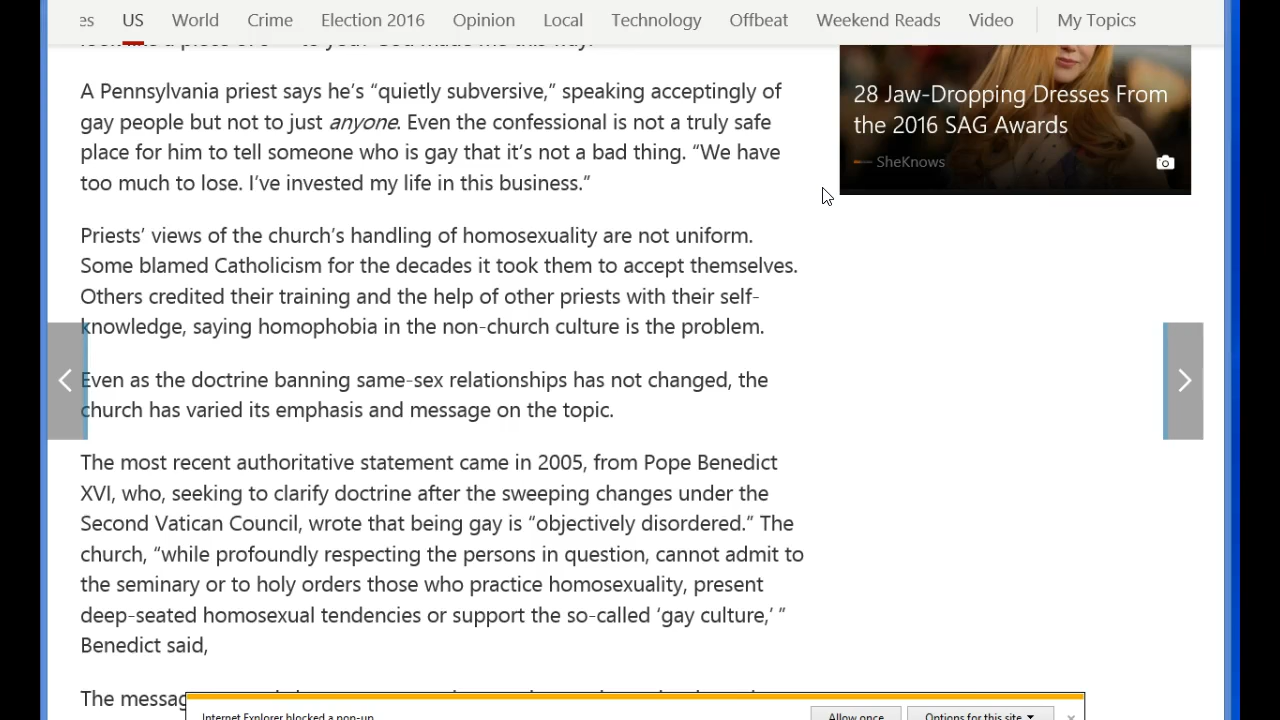 es US World Crime Election 2016 Opinion Local Technology Offbeat Weekend Reads Video My Topics
A Pennsylvania priest says he’s “quietly subversive,” speaking acceptingly of
gay people but not to just anyone. Even the confessional is not a truly safe
place for him to tell someone who is gay that it’s not a bad thing. “We have
too much to lose. I’ve invested my life in this business.”
Priests’ views of the church’s handling of homosexuality are not uniform.
Some blamed Catholicism for the decades it took them to accept themselves.
Others credited their training and the help of other priests with their self-
knowledge, saying homophobia in the non-church culture is the problem.
Even as the doctrine banning same-sex relationships has not changed, the
church has varied its emphasis and message on the topic.
The most recent authoritative statement came in 2005, from Pope Benedict
XVI, who, seeking to clarify doctrine after the sweeping changes under the
Second Vatican Council, wrote that being gay is “objectively disordered.” The
church, “while profoundly respecting the persons in question, cannot admit to
the seminary or to holy orders those who practice homosexuality, present
deep-seated homosexual tendencies or support the so-called ‘gay culture,’ ”
Benedict said,
The
28 Jaw-Dropping Dresses From
the 2016 SAG Awards
SheKnows
Internet Explorer blocked a pop-up
Allow once
Options for this site